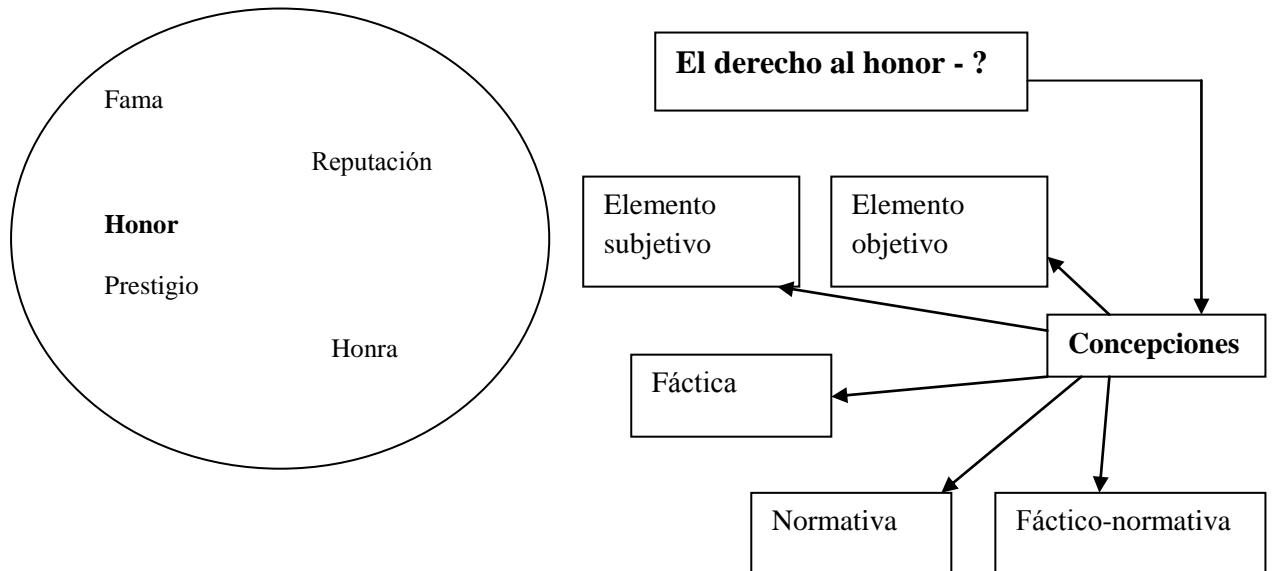 Fama
Reputación
Honor
Prestigio
Honra
El derecho al honor - ?
Elemento
subjetivo
Elemento
objetivo
Concepciones
Fáctica
Normativa
Fáctico-normativa